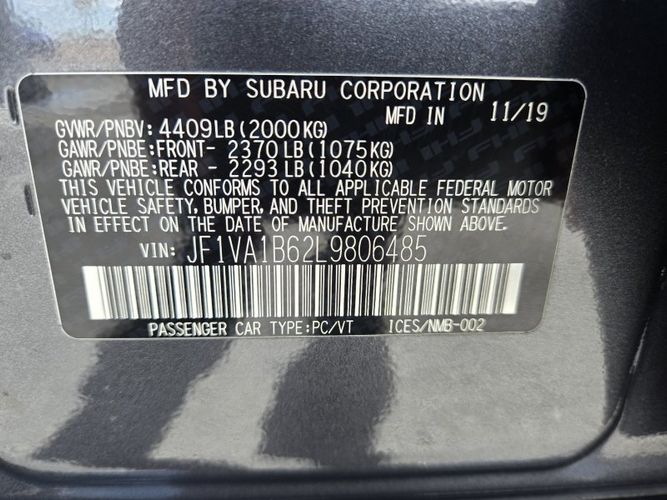 MFD BY SUBARU CORPORATION
MFD IN 11/19
GVWR/PNBV: 4409LB(2000KG)
GAWR/PNBE:FRONT- 2370LB(1075KG)
GAWR/PNBE:REAR - 2293LB(1040KG)
THIS VEHICLE CONFORMS TO ALL APPLICABLE FEDERAL MOTOR
VEHICLE SAFETY, BUMPER, AND THEFT PREVENTION STANDARDS
IN EFFECT ON THE DATE OF MANUFACTURE SHOWN ABOVE.
VIN: JF1VA1B62L9806485
PASSENGER CAR TYPE:PC/VT ICES/NMB-002